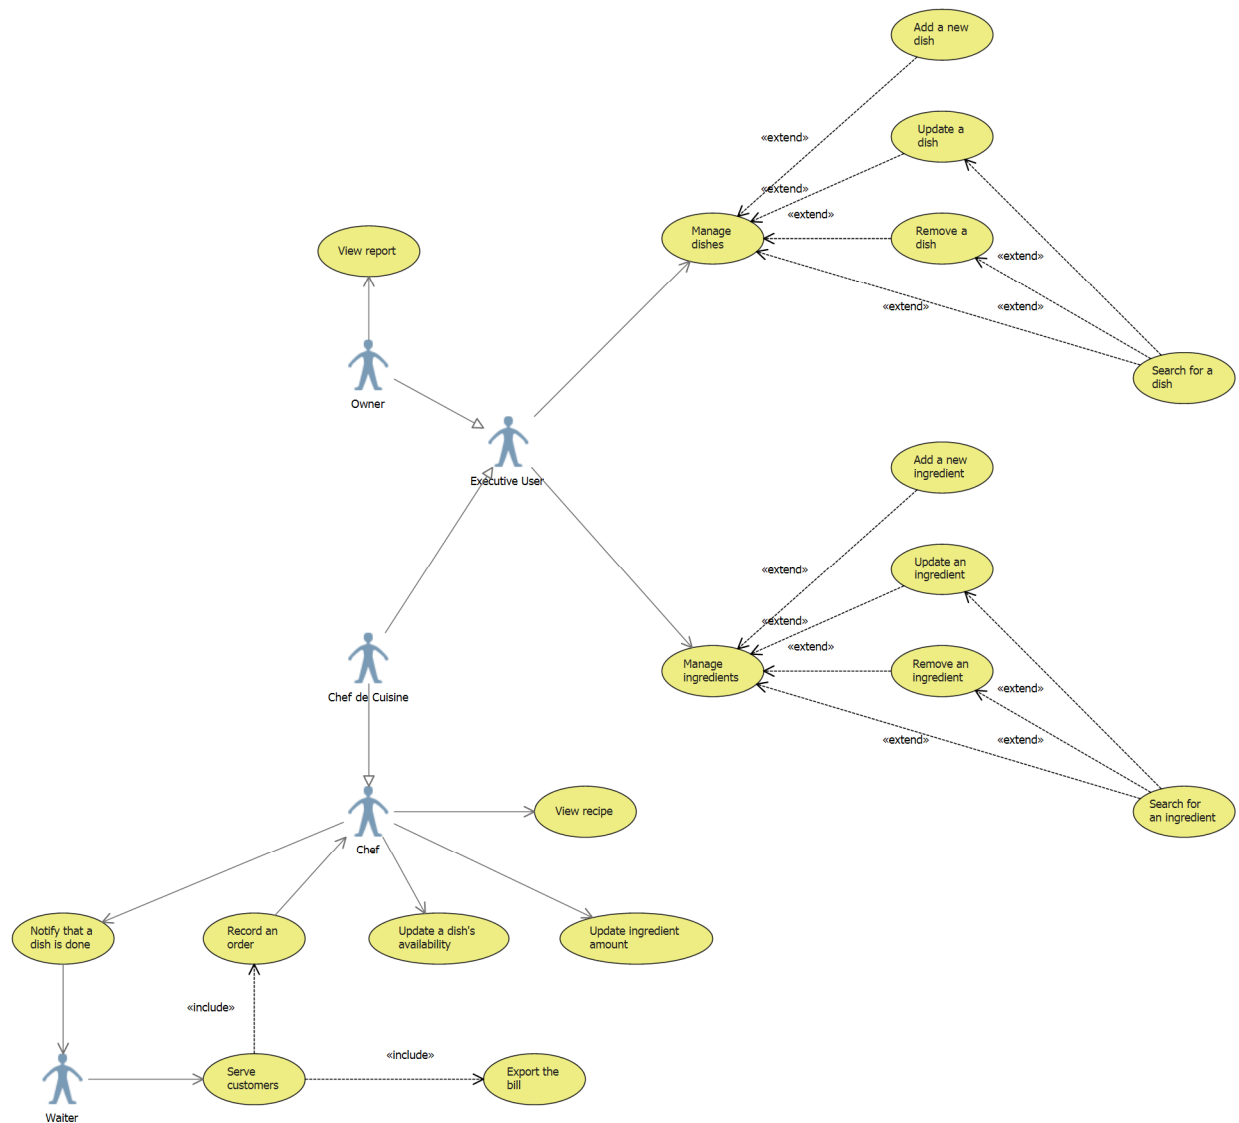 Add a new
dish
«extend»
Update a
dish
«extend»
«extend»
Manage
dishes
Remove a
dish
View report
«extend»
«extend»
«extend»
Search for a
dish
Owner
Executive User
Add a new
ingredient
«extend»
Update an
ingredient
«extend»
«extend»
Manage
ingredients
Remove an
ingredient
«extend»
«extend»
«extend»
Search for
an ingredient
Chef de Cuisine
View recipe
Chef
Notify that a
dish is done
Record an
order
Update a dish's
availability
Update ingredient
amount
«include»
«include»
Serve
customers
Export the
bill
Waiter